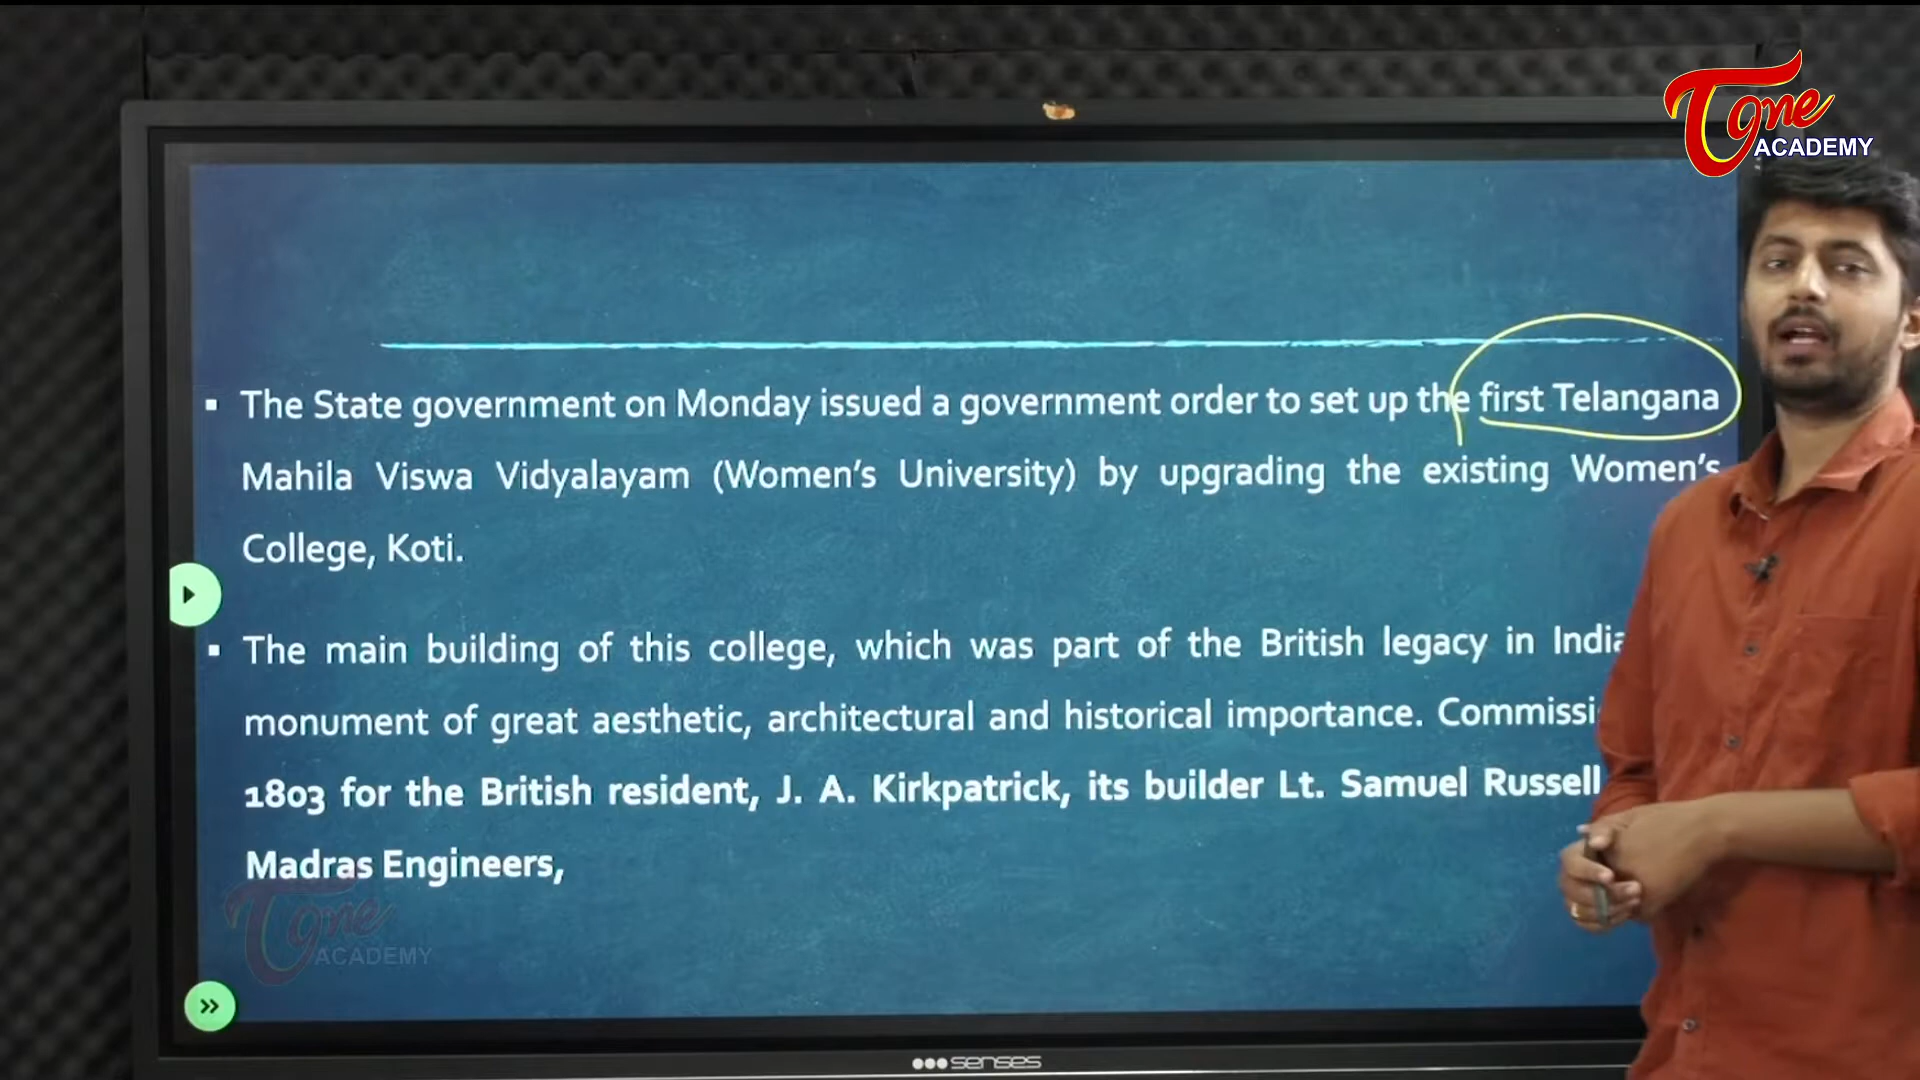 Tone
ACADEMY
▪ The State government on Monday issued a government order to set up the first Telangana
Mahila Viswa Vidyalayam (Women's University) by upgrading the existing Women's
College, Koti.
▪ The main building of this college, which was part of the British legacy in India
monument of great aesthetic, architectural and historical importance.
1803 for the British resident, J. A. Kirkpatrick, its builder Lt. Samuel Russell
Madras Engineers,
Tone
ACADEMY
senses